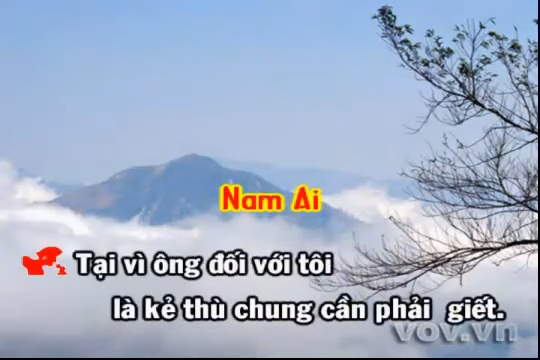 Nam Ai
Tại vì ông đối với tôi
là kẻ thù chung cần phải giết.
vov.vn